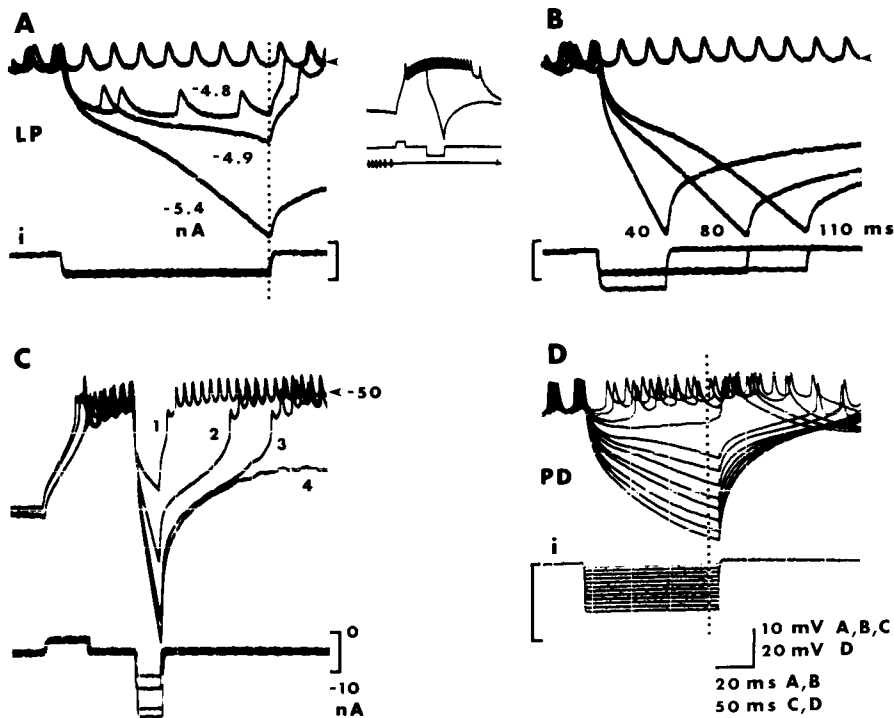 A
B
-4.8
LP
-4.9
-5.4
nA
i
40
80
110 ms
C
D
-50
1
2
3
4
PD
i
0
-10
nA
10 mV A,B,C
20 mV D
20 ms A,B
50 ms C,D